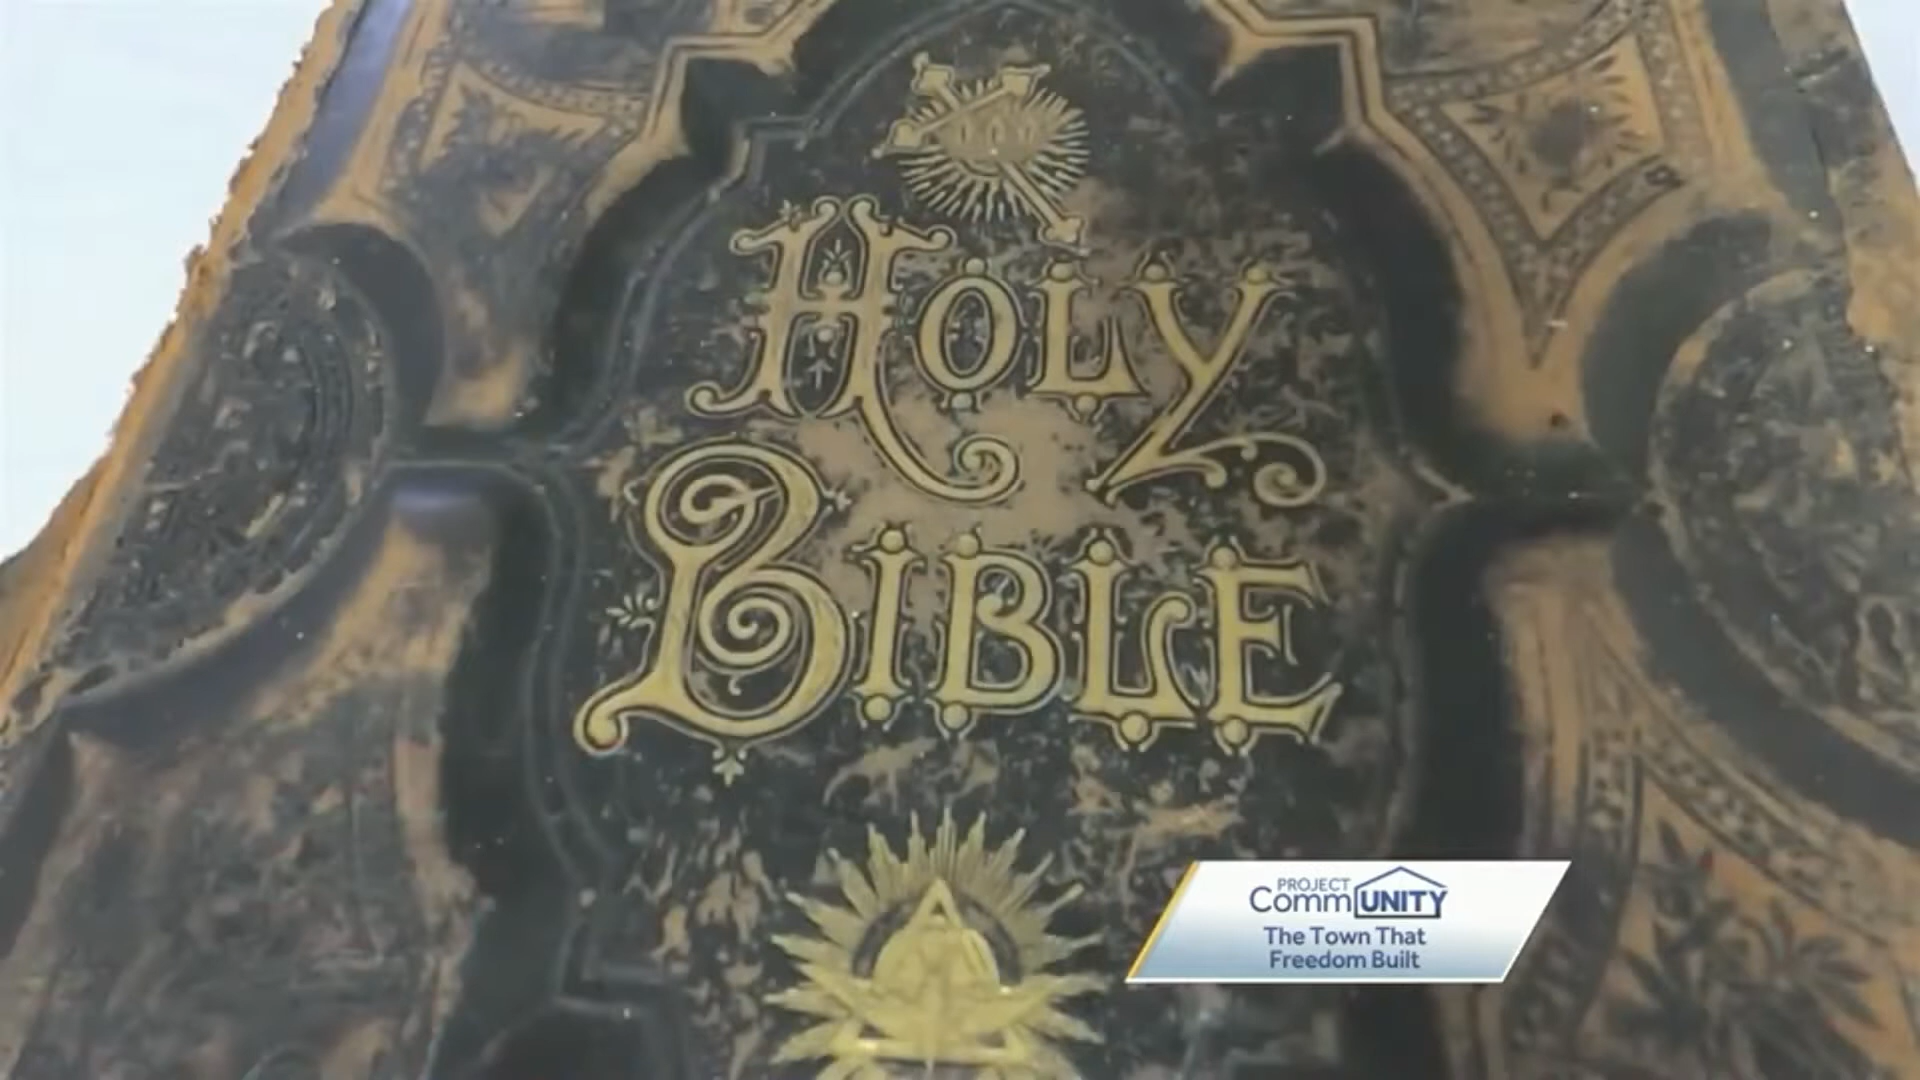 HOLY
BIBLE
PROJECT
CommUNITY
The Town That
Freedom Built